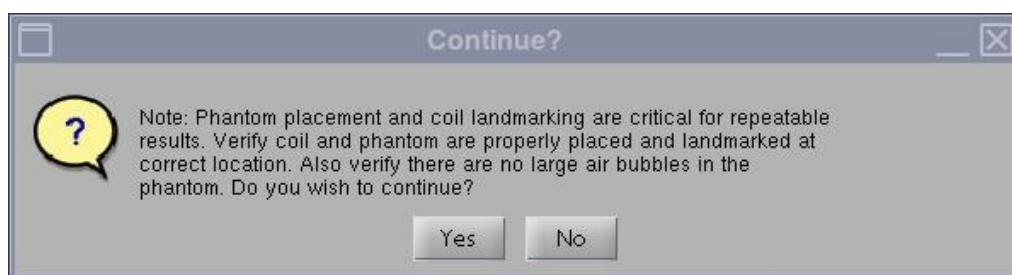 Continue?
?
Note: Phantom placement and coil landmarking are critical for repeatable
results. Verify coil and phantom are properly placed and landmarked at
correct location. Also verify there are no large air bubbles in the
phantom. Do you wish to continue?
Yes No